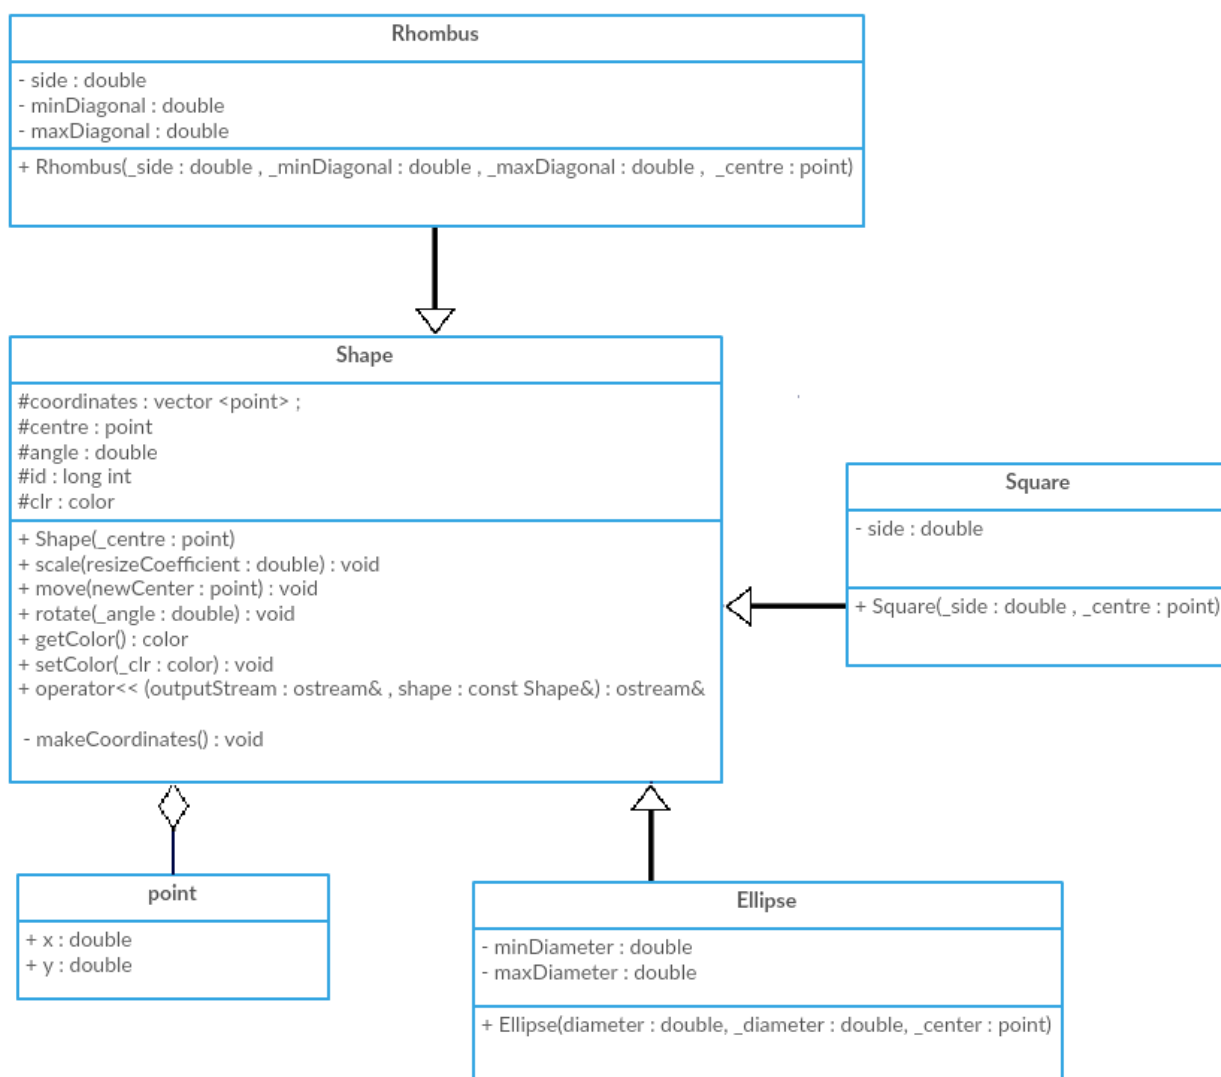 Rhombus
- side : double
- minDiagonal : double
- maxDiagonal : double
+ Rhombus(_side : double , _minDiagonal : double , _maxDiagonal : double ,  _centre : point)
Shape
#coordinates : vector <point> ;
#centre : point
#angle : double
#id : long int
#clr : color
+ Shape(_centre : point)
+ scale(resizeCoefficient : double) : void
+ move(newCenter : point) : void
+ rotate(_angle : double) : void
+ getColor() : color
+ setColor(_clr : color) : void
+ operator<< (outputStream : ostream& , shape : const Shape&) : ostream&
- makeCoordinates() : void
Square
- side : double
+ Square(_side : double , _centre : point)
point
+ x : double
+ y : double
Ellipse
- minDiameter : double
- maxDiameter : double
+ Ellipse(diameter : double, _diameter : double, _center : point)